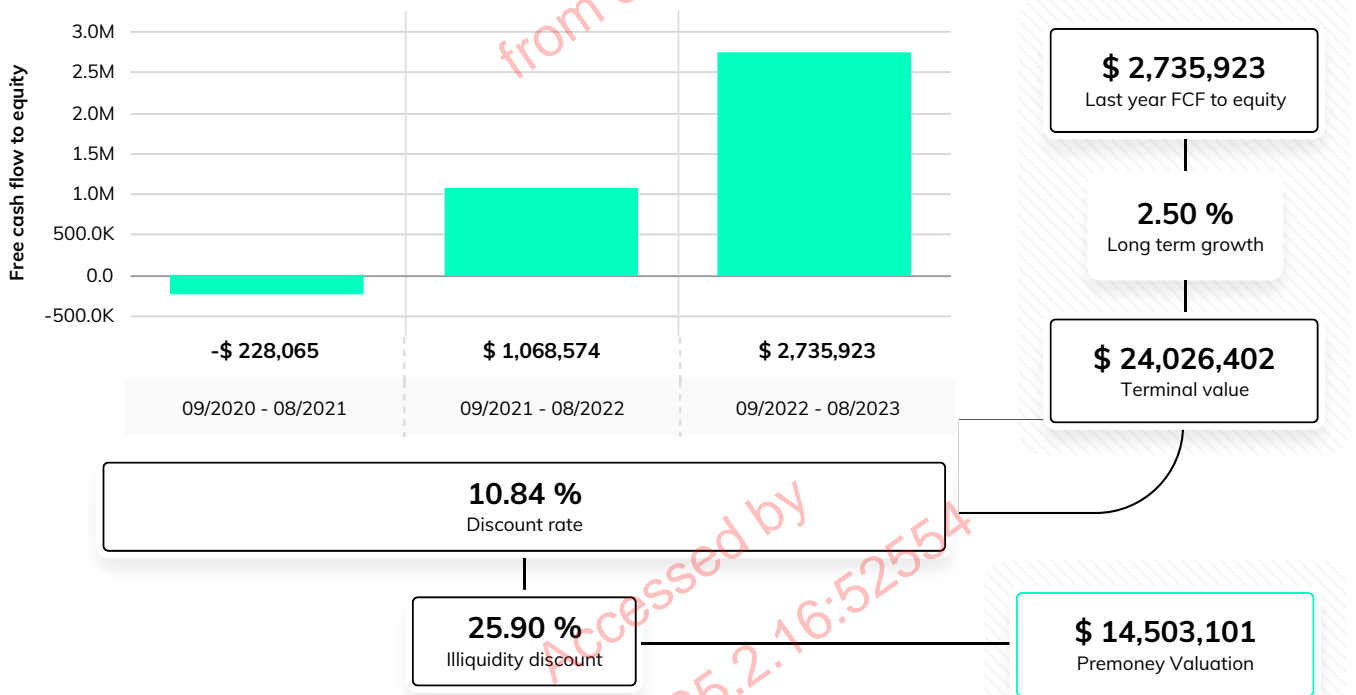 Free cash flow to equity
3.0M
2.5M
2.0M
1.5M
1.0M
500.0K
0.0
-500.0K
-$ 228,065
$ 1,068,574
$ 2,735,923
09/2020 - 08/2021
09/2021 - 08/2022
09/2022 - 08/2023
$ 2,735,923
Last year FCF to equity
2.50 %
Long term growth
$ 24,026,402
Terminal value
10.84 %
Discount rate
25.90 %
Illiquidity discount
$ 14,503,101
Premoney Valuation
from
Accessed by
5.2.16:52554